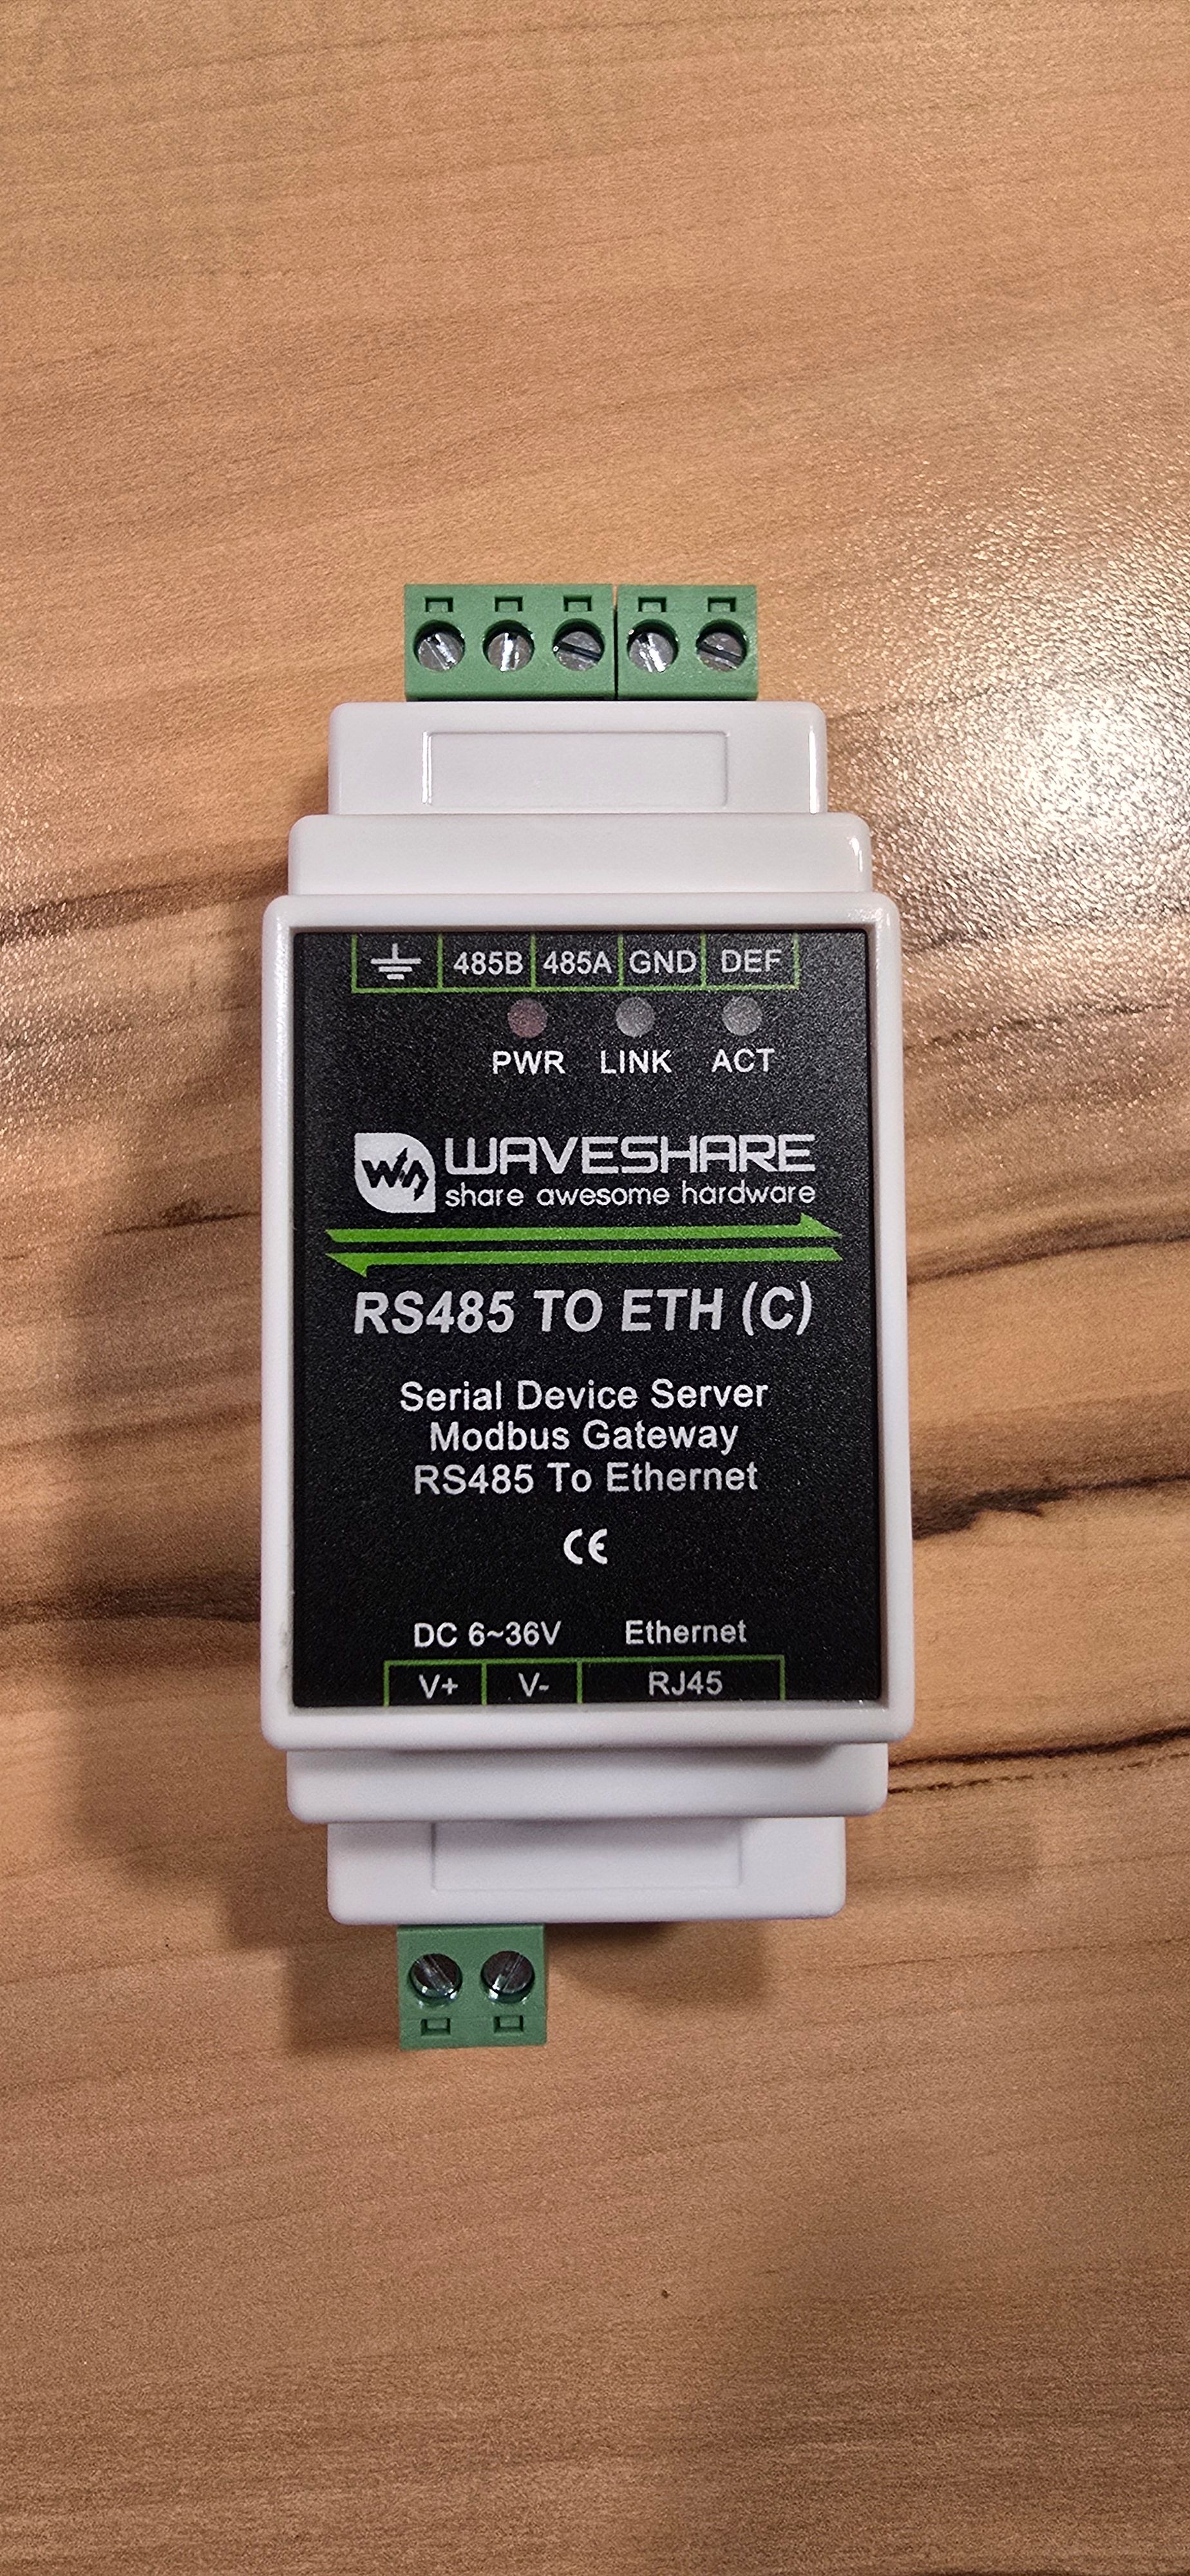 485B 485A GND DEF
PWR LINK ACT
WAVESHARE
share awesome hardware
RS485 TO ETH (C)
Serial Device Server
Modbus Gateway
RS485 To Ethernet
CE
DC 6~36V Ethernet
V+ V- RJ45